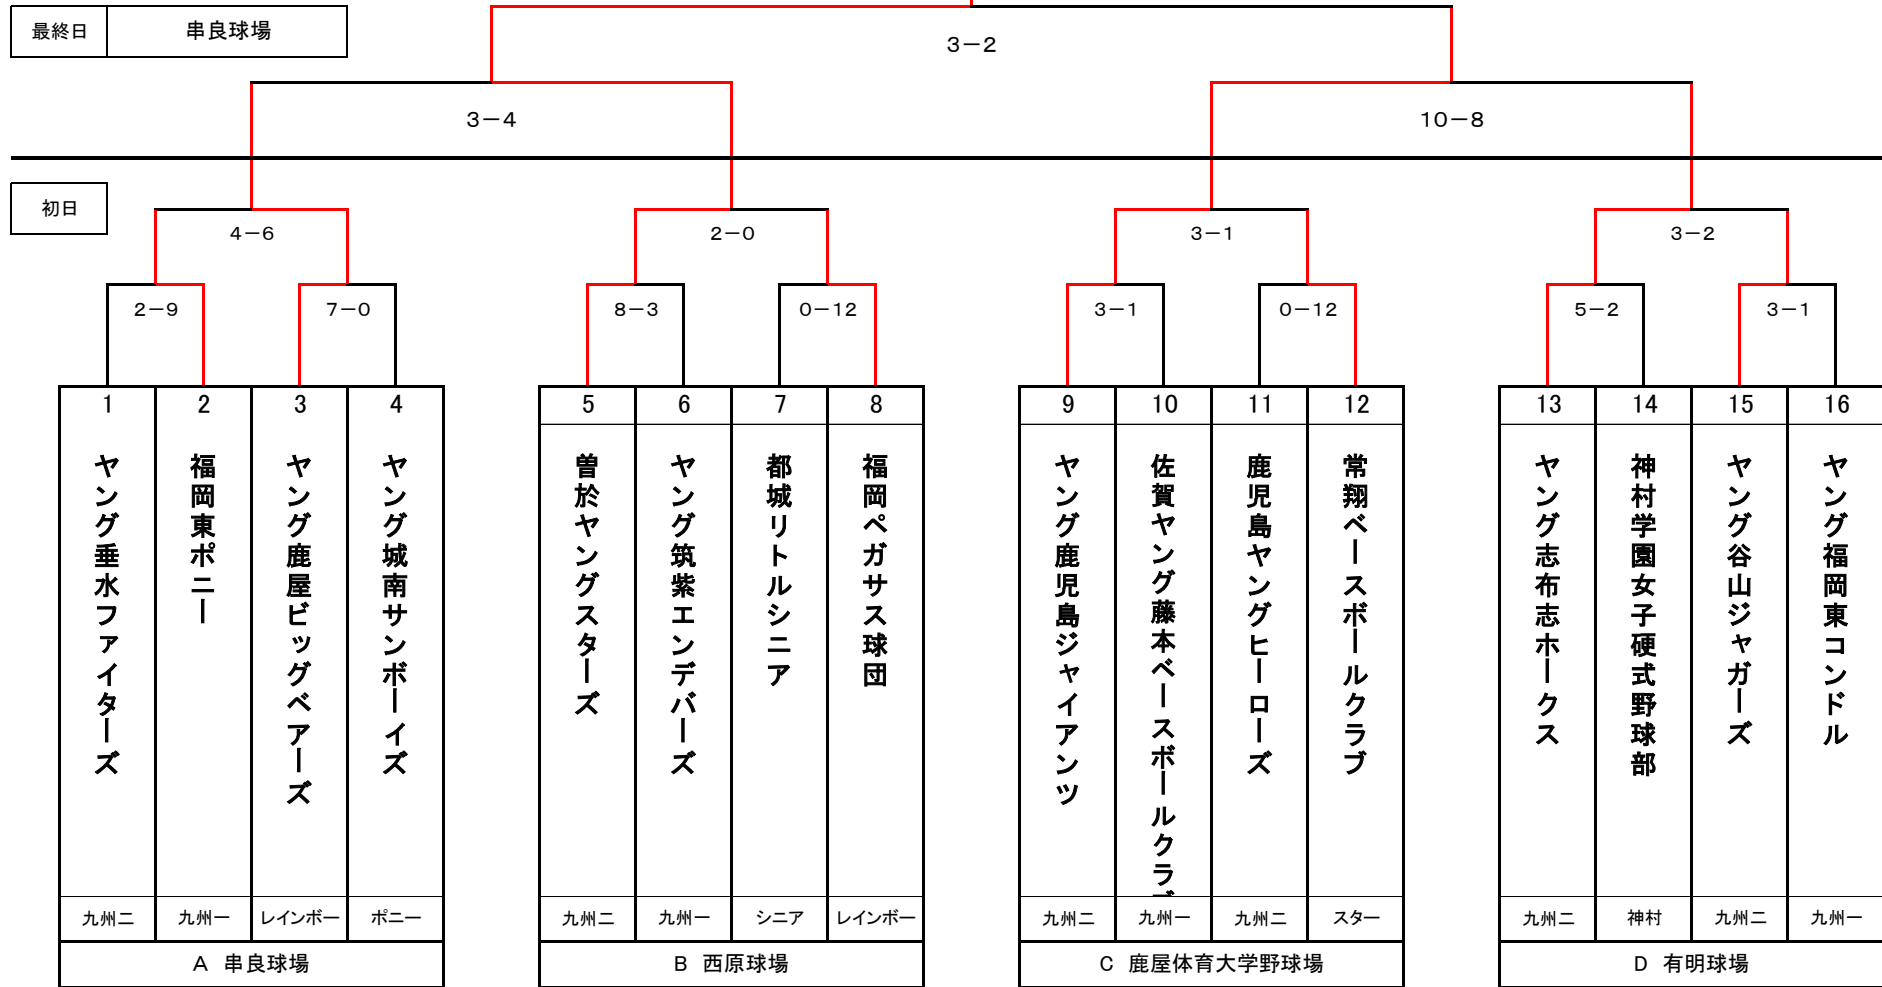 最終日 串良球場
3－2
3－4 10－8
初日
4－6 2－0 3－1 3－2
2－9 7－0 8－3 0－12 3－1 0－12 5－2 3－1
1 2 3 4 5 6 7 8 9 10 11 12 13 14 15 16
ヤング垂水ファイターズ
福岡東ポニー
ヤング鹿屋ビッグベアーズ
ヤング城南サンボーイズ
曽於ヤングスターズ
ヤング筑紫エンデバーズ
都城リトルシニア
福岡ペガサス球団
ヤング鹿児島ジャイアンツ
佐賀ヤング藤本ベースボールクラブ
鹿児島ヤングヒーローズ
常翔ベースボールクラブ
ヤング志布志ホークス
神村学園女子硬式野球部
ヤング谷山ジャガーズ
ヤング福岡東コンドル
九州二 九州一 レインボー ポニー 九州二 九州一 シニア レインボー 九州二 九州一 九州二 スター 九州二 神村 九州二 九州一
A 串良球場 B 西原球場 C 鹿屋体育大学野球場 D 有明球場